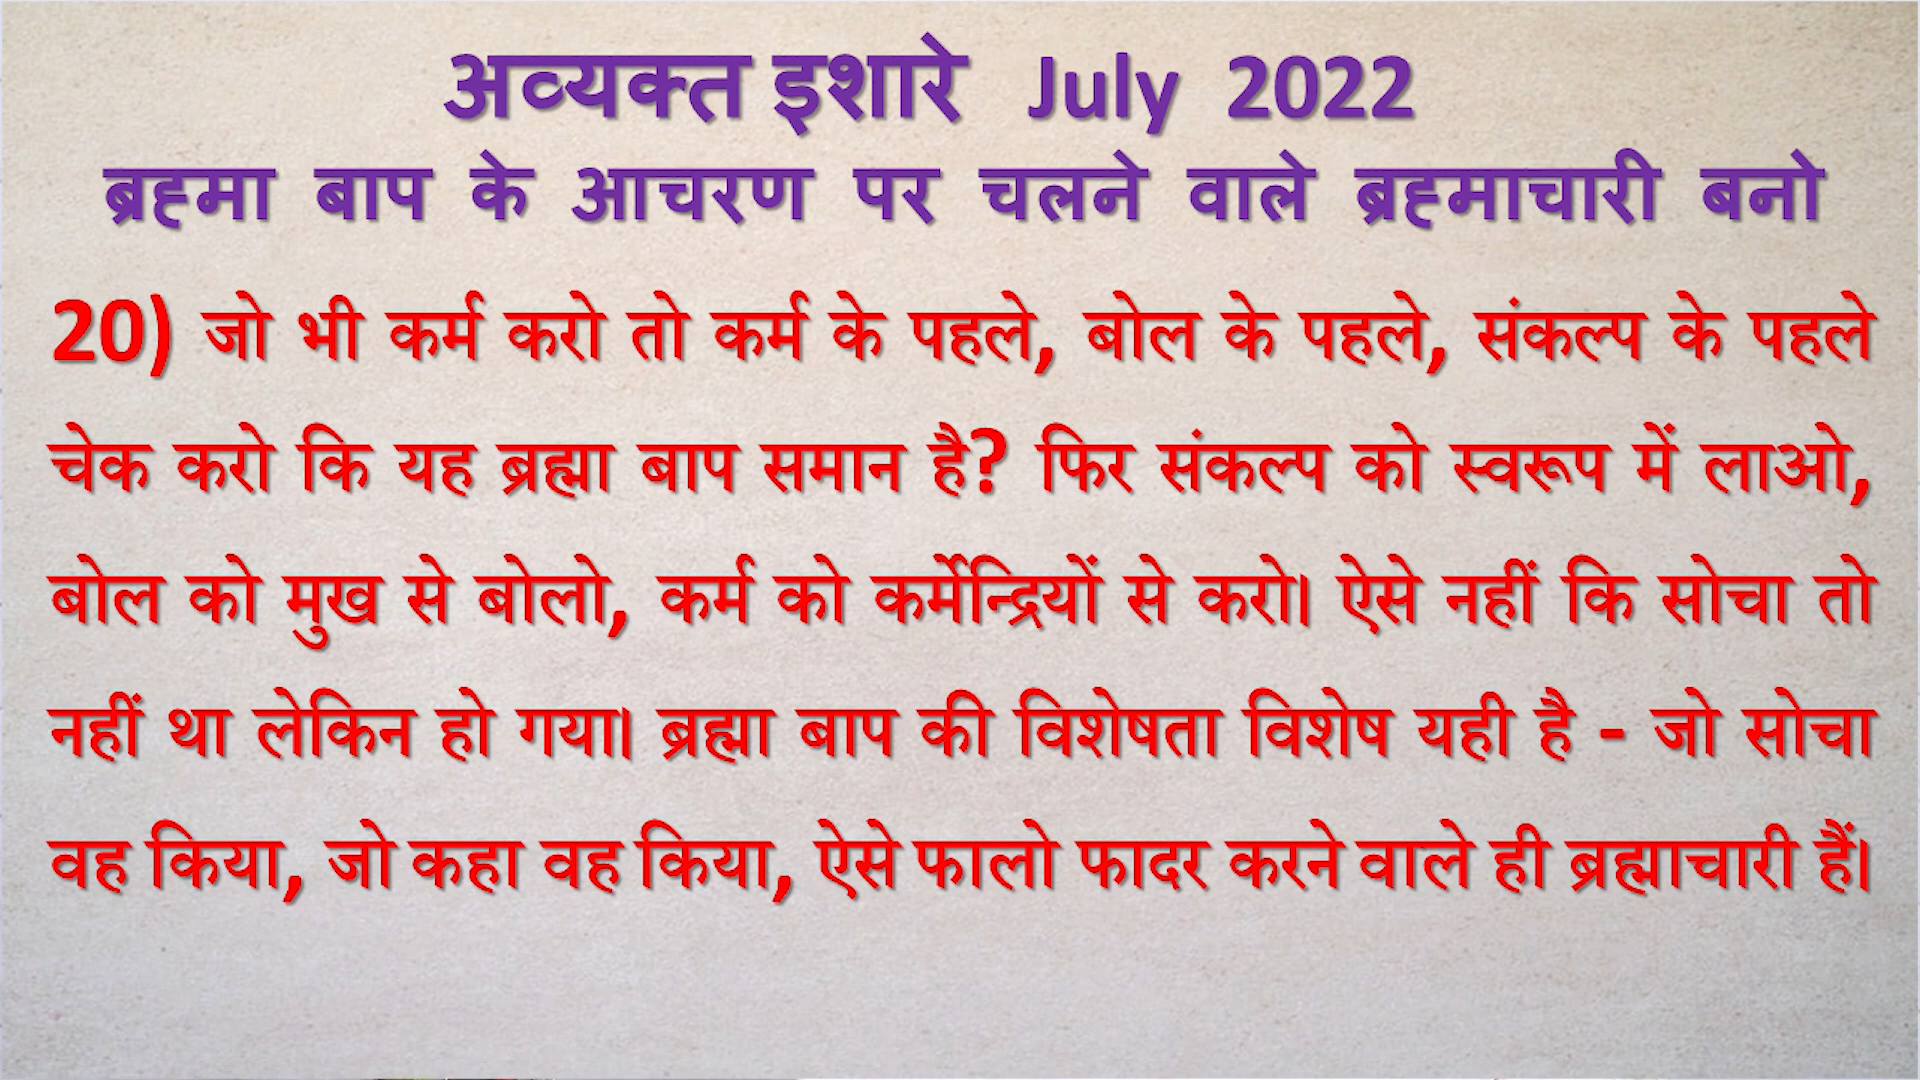 अव्यक्त इशारे July 2022
ब्रह्मा बाप के आचरण पर चलने वाले ब्रह्माचारी बनो
20) जो भी कर्म करो तो कर्म के पहले, बोल के पहले, संकल्प के पहले
चेक करो कि यह ब्रह्मा बाप समान है? फिर संकल्प को स्वरूप में लाओ,
बोल को मुख से बोलो, कर्म को कर्मेन्द्रियों से करो। ऐसे नहीं कि सोचा तो
नहीं था लेकिन हो गया। ब्रह्मा बाप की विशेषता विशेष यही है - जो सोचा
वह किया, जो कहा वह किया, ऐसे फालो फादर करने वाले ही ब्रह्माचारी हैं।